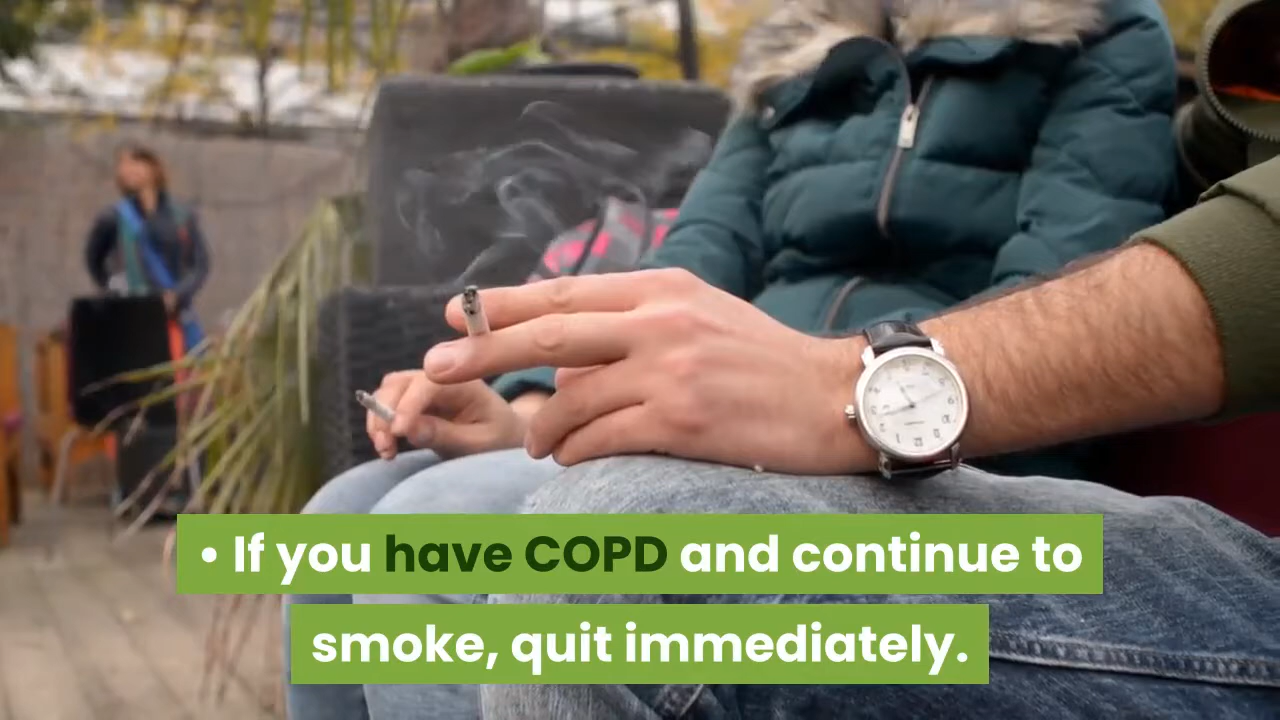 • If you have COPD and continue to
smoke, quit immediately.